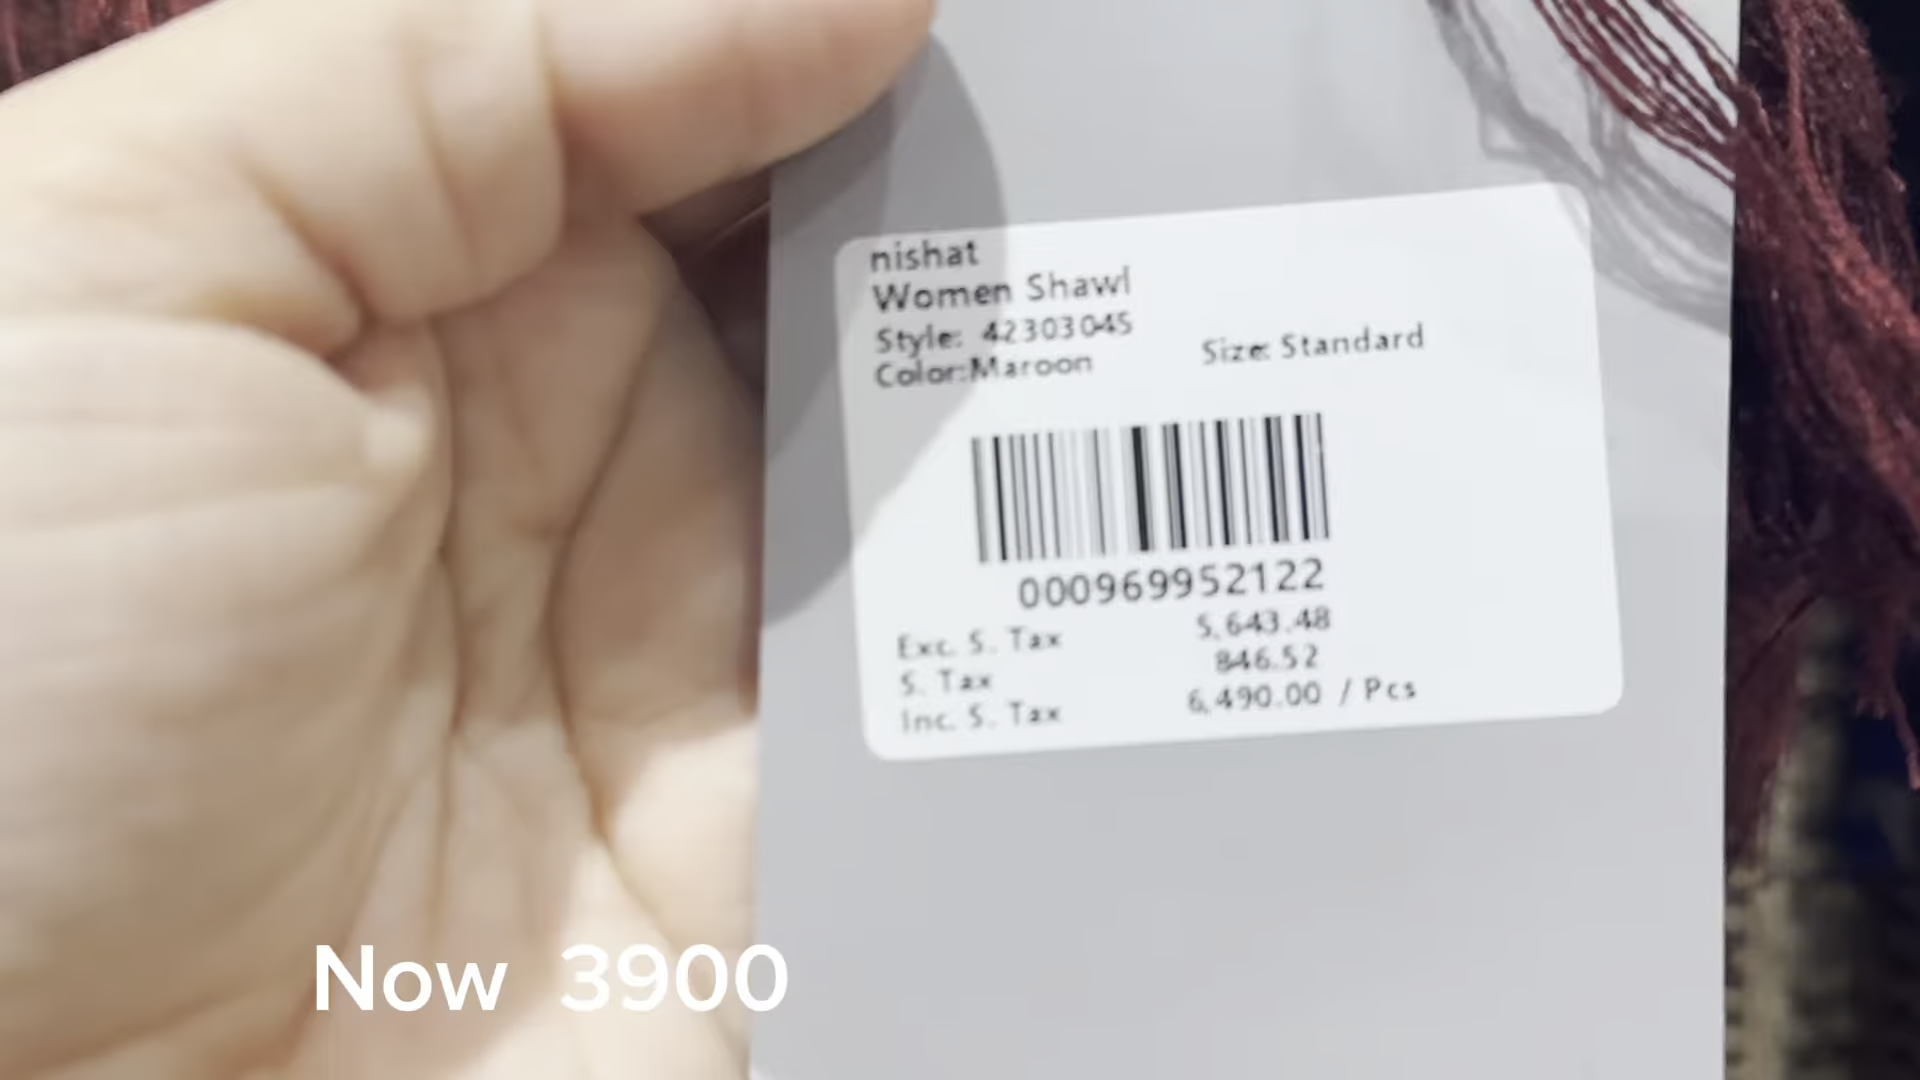 nishat
Women Shawl
Style: 42303045
Color:Maroon Size: Standard
000969952122
Exc. S. Tax 5,643.48
S. Tax 846.52
Inc. S. Tax 6,490.00 / Pcs
Now 3900